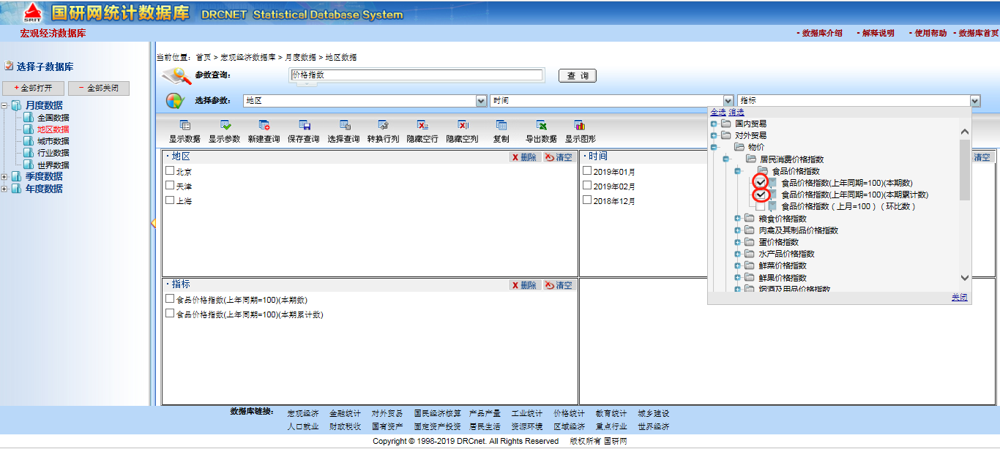 SRIT 国研网统计数据库 DRCNET Statistical Database System
宏观经济数据库
- 数据库介绍 - 解释说明 - 使用帮助 - 数据库首页
选择子数据库
+ 全部打开 − 全部关闭
月度数据
全国数据
地区数据
城市数据
行业数据
世界数据
季度数据
年度数据
当前位置：首页 > 宏观经济数据库 > 月度数据 > 地区数据
参数查询： 价格指数 查 询
选择参数： 地区 时间 指标
显示数据 显示参数 新建查询 保存查询 选择查询 转换行列 隐藏空行 隐藏空列 复制 导出数据 显示图形
· 地区 X 删除 清空
北京
天津
上海
· 时间 清空
2019年01月
2019年02月
2018年12月
· 指标 X 删除 清空
食品价格指数(上年同期=100)(本期数)
食品价格指数(上年同期=100)(本期累计数)
全选 消选
国内贸易
对外贸易
物价
居民消费价格指数
食品价格指数
食品价格指数(上年同期=100)(本期数)
食品价格指数(上年同期=100)(本期累计数)
食品价格指数（上月=100）（环比数）
粮食价格指数
肉禽及其制品价格指数
蛋价格指数
水产品价格指数
鲜菜价格指数
鲜果价格指数
烟酒及用品价格指数
关闭
数据库链接： 宏观经济 金融统计 对外贸易 国民经济核算 产品产量 工业统计 价格统计 教育统计 城乡建设
人口就业 财政税收 国有资产 固定资产投资 居民生活 资源环境 区域经济 重点行业 世界经济
Copyright © 1998-2019 DRCnet. All Rights Reserved 版权所有 国研网